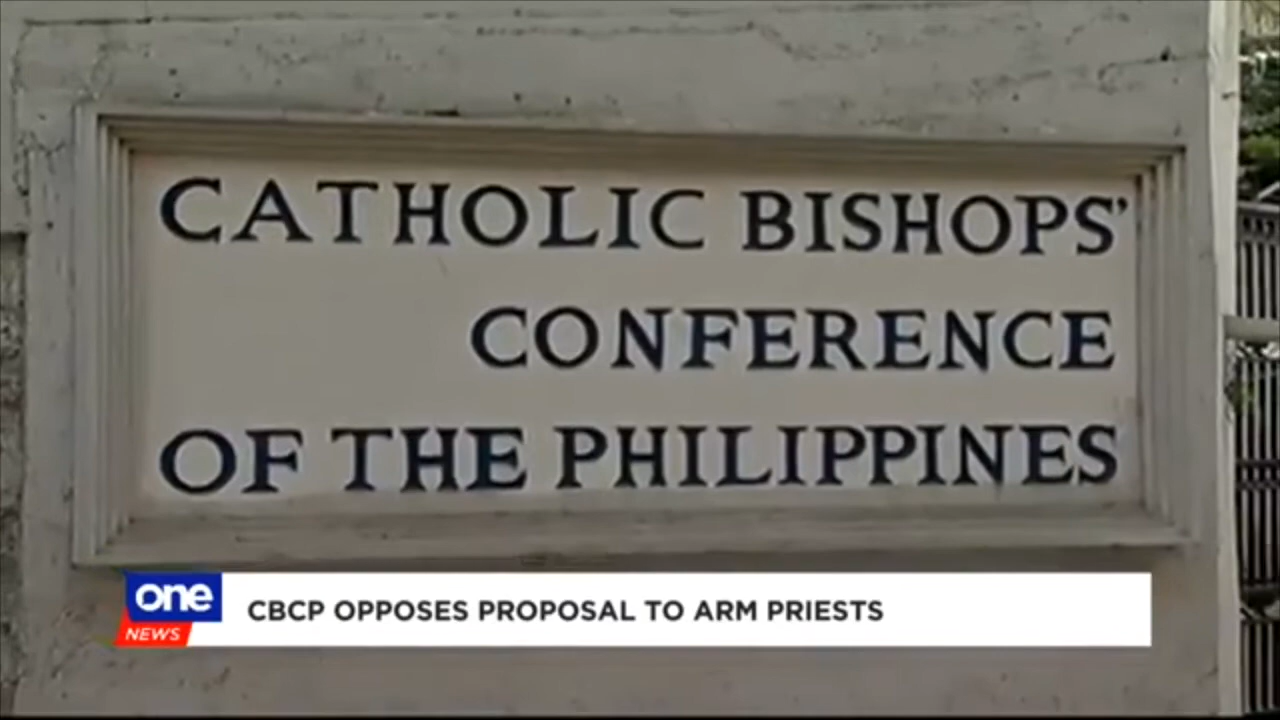 CATHOLIC BISHOPS'
CONFERENCE
OF THE PHILIPPINES
one
NEWS
CBCP OPPOSES PROPOSAL TO ARM PRIESTS